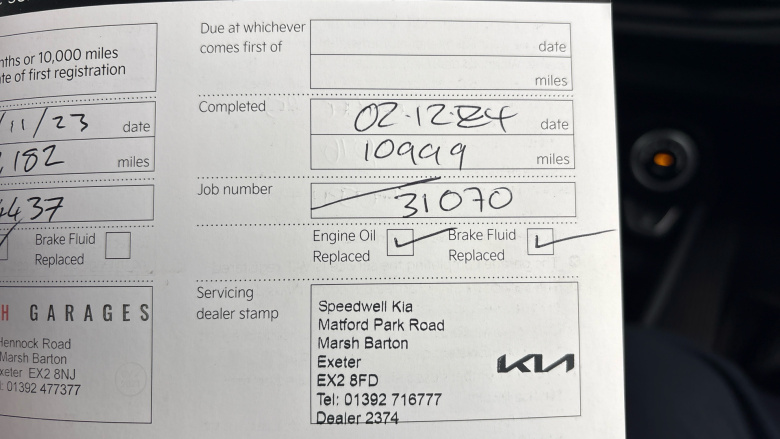 nths or 10,000 miles
te of first registration
/11/23 date
,182 miles
437
Brake Fluid
Replaced
H GARAGES
Hennock Road
Marsh Barton
xeter EX2 8NJ
: 01392 477377
Due at whichever
comes first of
date
miles
Completed
02.12.24 date
10999 miles
Job number
31070
Engine Oil
Replaced
Brake Fluid
Replaced
Servicing
dealer stamp
Speedwell Kia
Matford Park Road
Marsh Barton
Exeter
EX2 8FD
Tel: 01392 716777
Dealer 2374
KIA